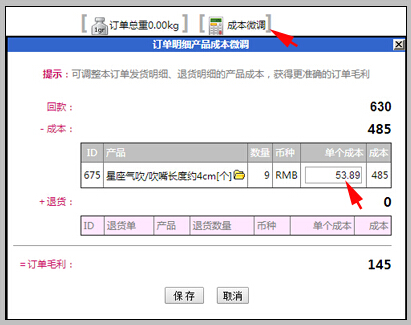 [ 1gr 订单总重0.00kg ] [ 成本微调 ]
订单明细产品成本微调
提示：可调整本订单发货明细、退货明细的产品成本，获得更准确的订单毛利
回款： 630
- 成本： 485
ID 产品 数量 币种 单个成本 成本
675 星座气吹/吹嘴长度约4cm[个] 9 RMB 53.89 485
+ 退货： 0
ID 退货单 产品 退货数量 币种 单个成本 成本
= 订单毛利： 145
保存 取消